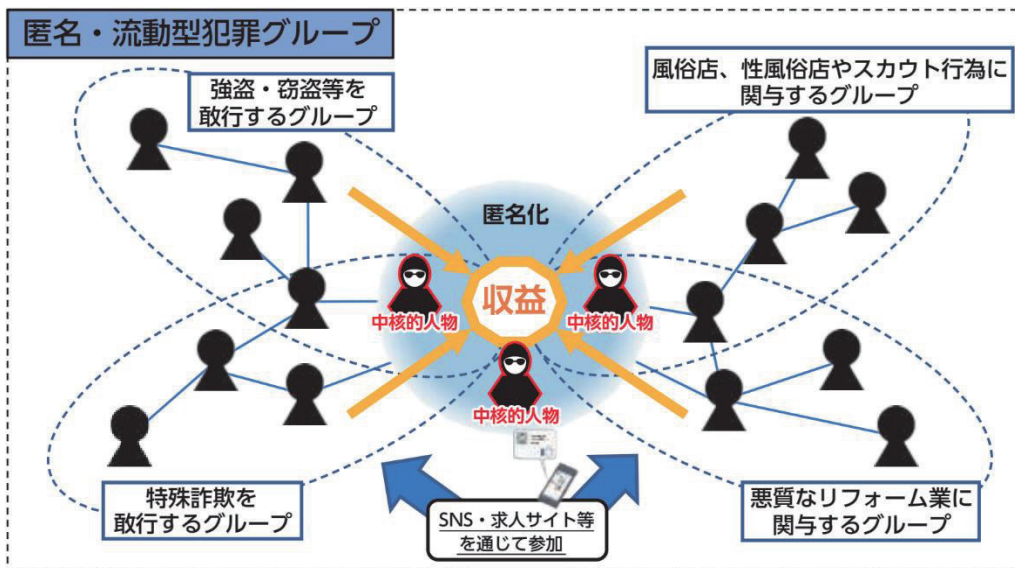 匿名・流動型犯罪グループ
強盗・窃盗等を
敢行するグループ
風俗店、性風俗店やスカウト行為に
関与するグループ
匿名化
収益
中核的人物
中核的人物
中核的人物
特殊詐欺を
敢行するグループ
SNS・求人サイト等
を通じて参加
悪質なリフォーム業に
関与するグループ